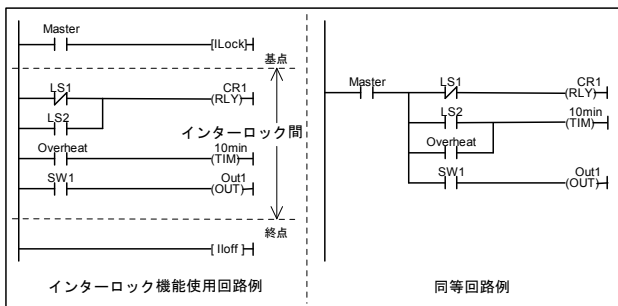 Master
[ILock]
基点
LS1
CR1
(RLY)
LS2
インターロック間
Overheat
10min
(TIM)
SW1
Out1
(OUT)
終点
[ Iloff ]
インターロック機能使用回路例
Master
LS1
CR1
(RLY)
LS2
10min
(TIM)
Overheat
SW1
Out1
(OUT)
同等回路例